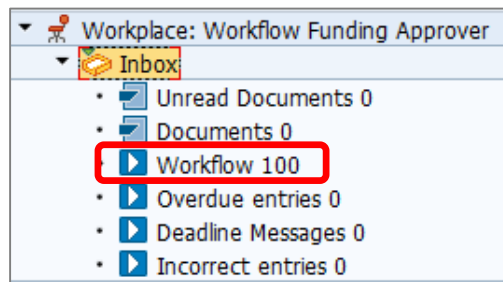 Workplace: Workflow Funding Approver
Inbox
Unread Documents 0
Documents 0
Workflow 100
Overdue entries 0
Deadline Messages 0
Incorrect entries 0